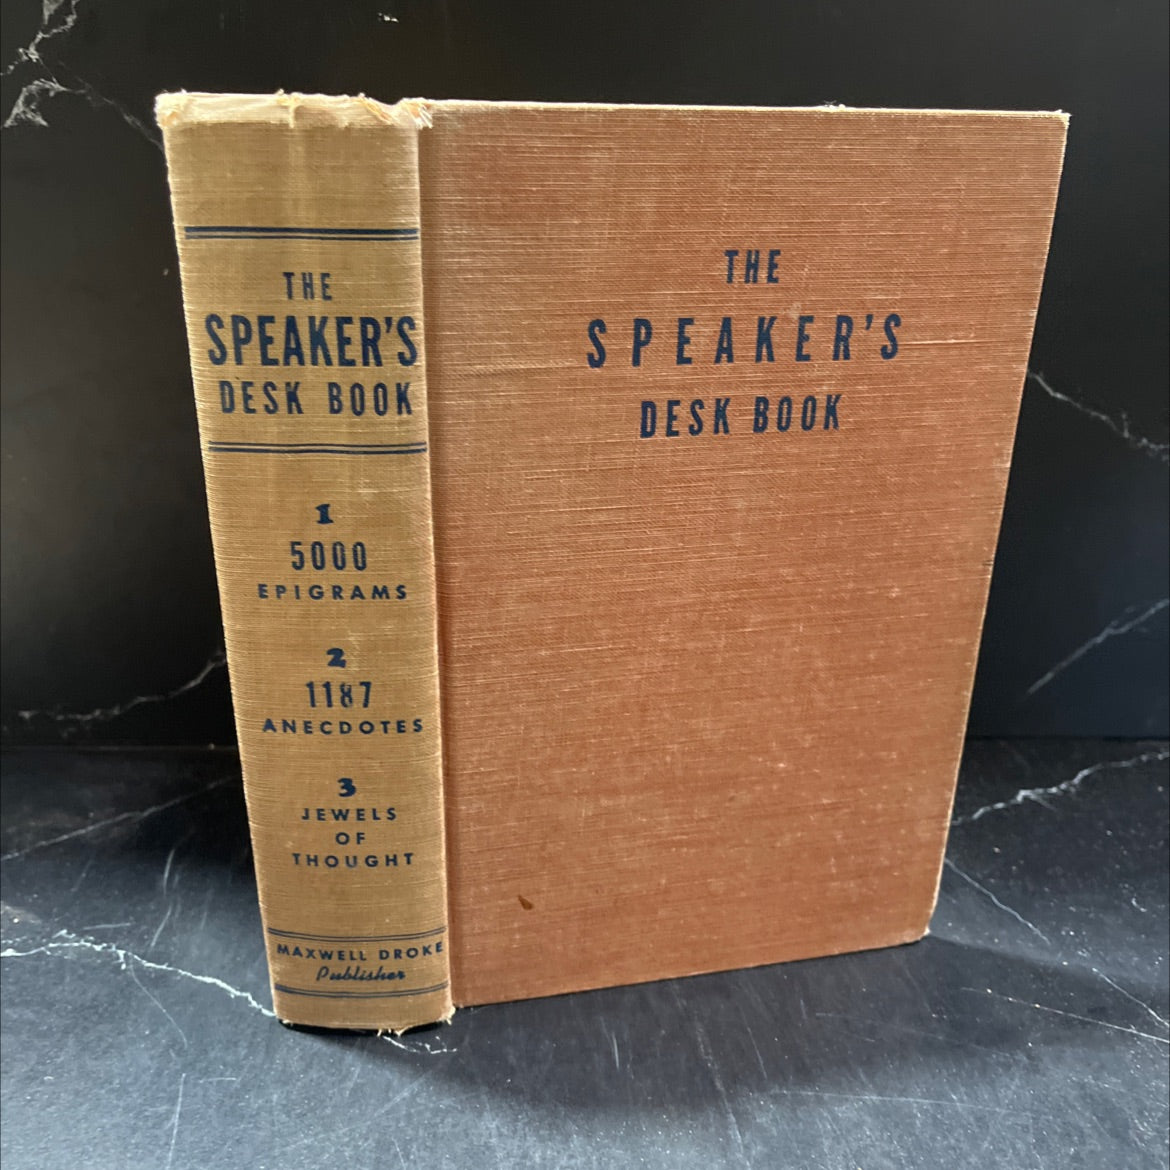 THE
SPEAKER'S
DESK BOOK
1
5000
EPIGRAMS
2
1187
ANECDOTES
3
JEWELS
OF
THOUGHT
MAXWELL DROKE
Publisher
THE
SPEAKER'S
DESK BOOK